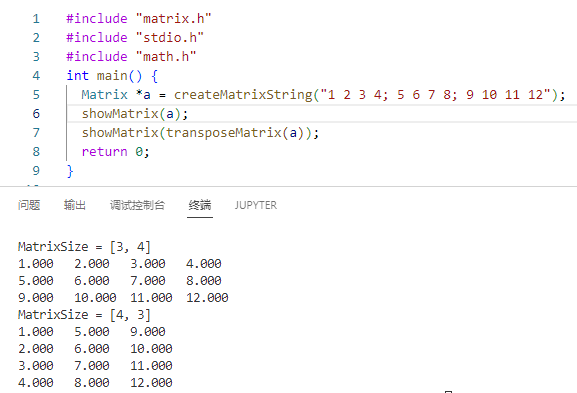 1 #include "matrix.h"
2 #include "stdio.h"
3 #include "math.h"
4 int main() {
5 Matrix *a = createMatrixString("1 2 3 4; 5 6 7 8; 9 10 11 12");
6 showMatrix(a);
7 showMatrix(transposeMatrix(a));
8 return 0;
9 }
问题 输出 调试控制台 终端 JUPYTER
MatrixSize = [3, 4]
1.000 2.000 3.000 4.000
5.000 6.000 7.000 8.000
9.000 10.000 11.000 12.000
MatrixSize = [4, 3]
1.000 5.000 9.000
2.000 6.000 10.000
3.000 7.000 11.000
4.000 8.000 12.000